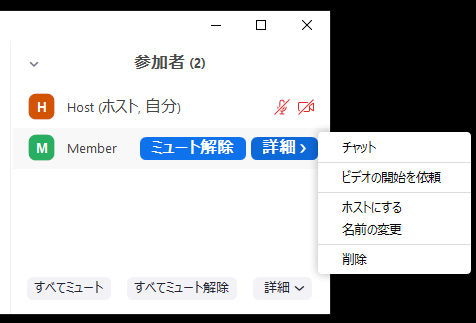 参加者 (2)
H Host (ホスト, 自分)
M Member ミュート解除 詳細 ›
チャット
ビデオの開始を依頼
ホストにする
名前の変更
削除
すべてミュート すべてミュート解除 詳細